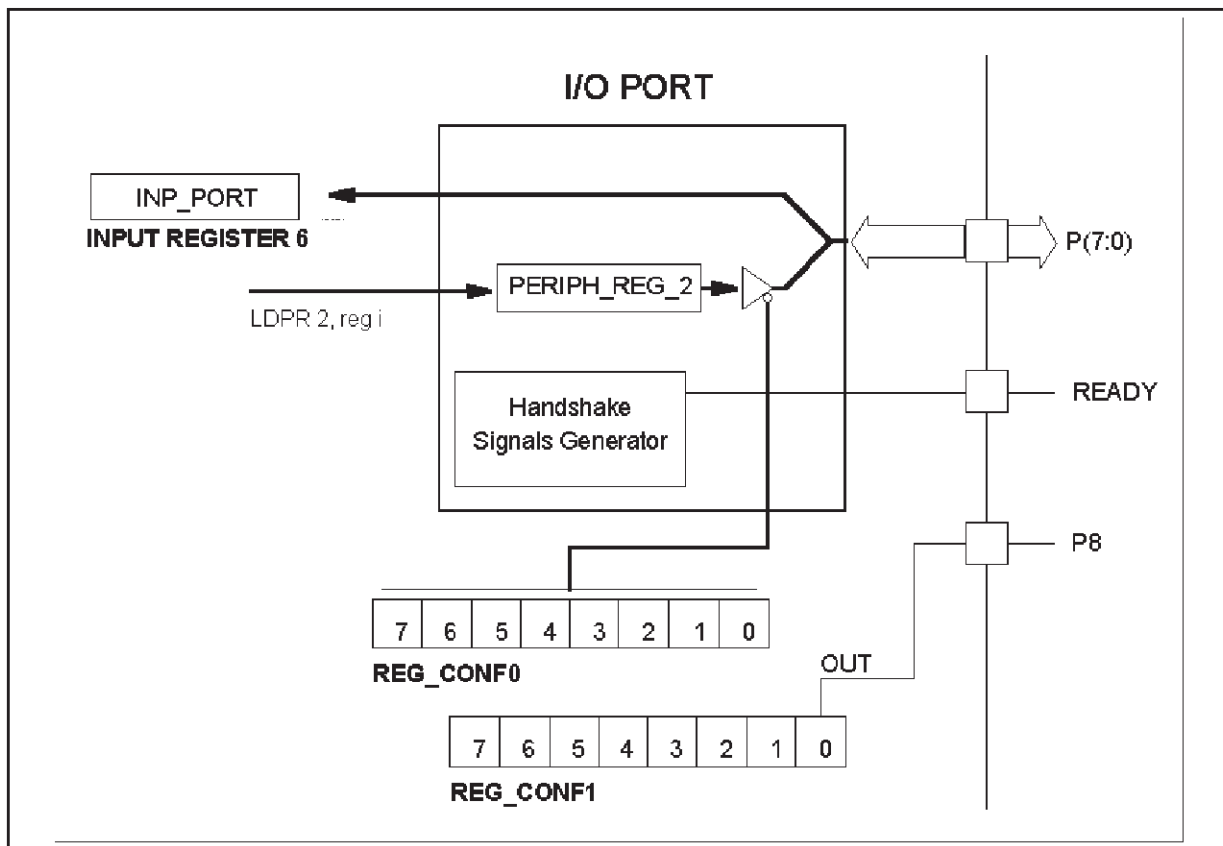 I/O PORT
INP_PORT
INPUT REGISTER 6
P(7:0)
PERIPH_REG_2
LDPR 2, reg i
READY
Handshake
Signals Generator
P8
7 6 5 4 3 2 1 0
REG_CONF0
OUT
7 6 5 4 3 2 1 0
REG_CONF1